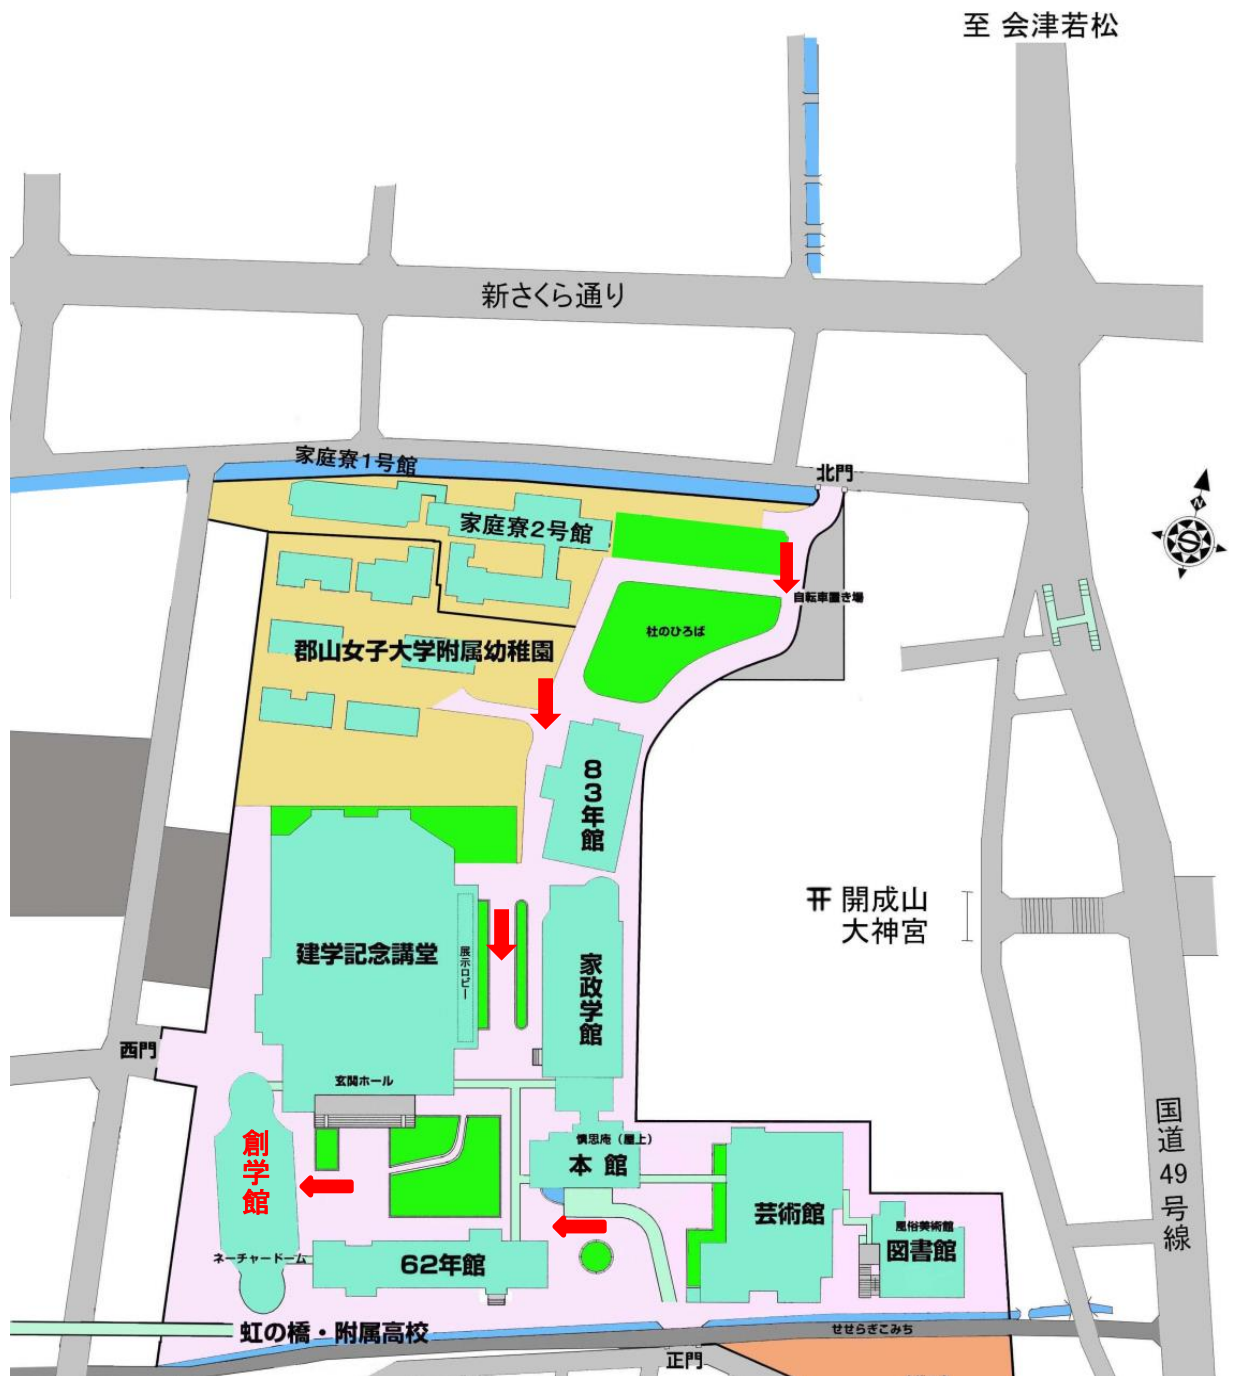 至 会津若松
新さくら通り
家庭寮1号館
北門
家庭寮2号館
自転車置き場
杜のひろば
郡山女子大学附属幼稚園
83年館
开 開成山
大神宮
建学記念講堂
展示ロビー
家政学館
西門
玄関ホール
国道49号線
創学館
慎思庵（屋上）
本 館
芸術館
風俗美術館
図書館
ネーチャードーム
62年館
虹の橋・附属高校
せせらぎこみち
正門